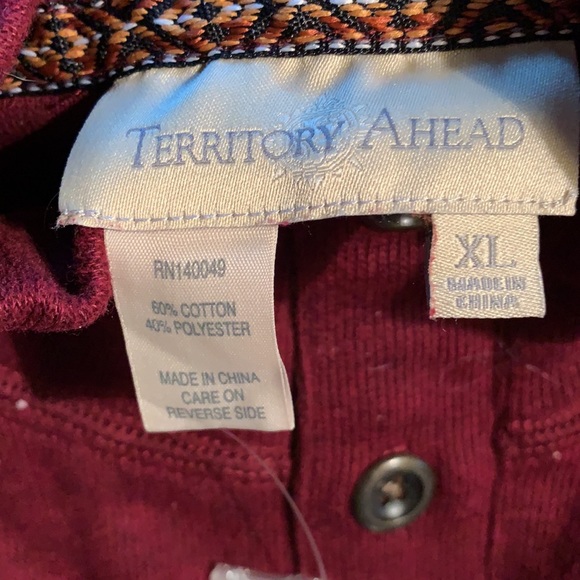 TERRITORY AHEAD
RN140049
60% COTTON
40% POLYESTER
MADE IN CHINA
CARE ON
REVERSE SIDE
XL
MADE IN
CHINA